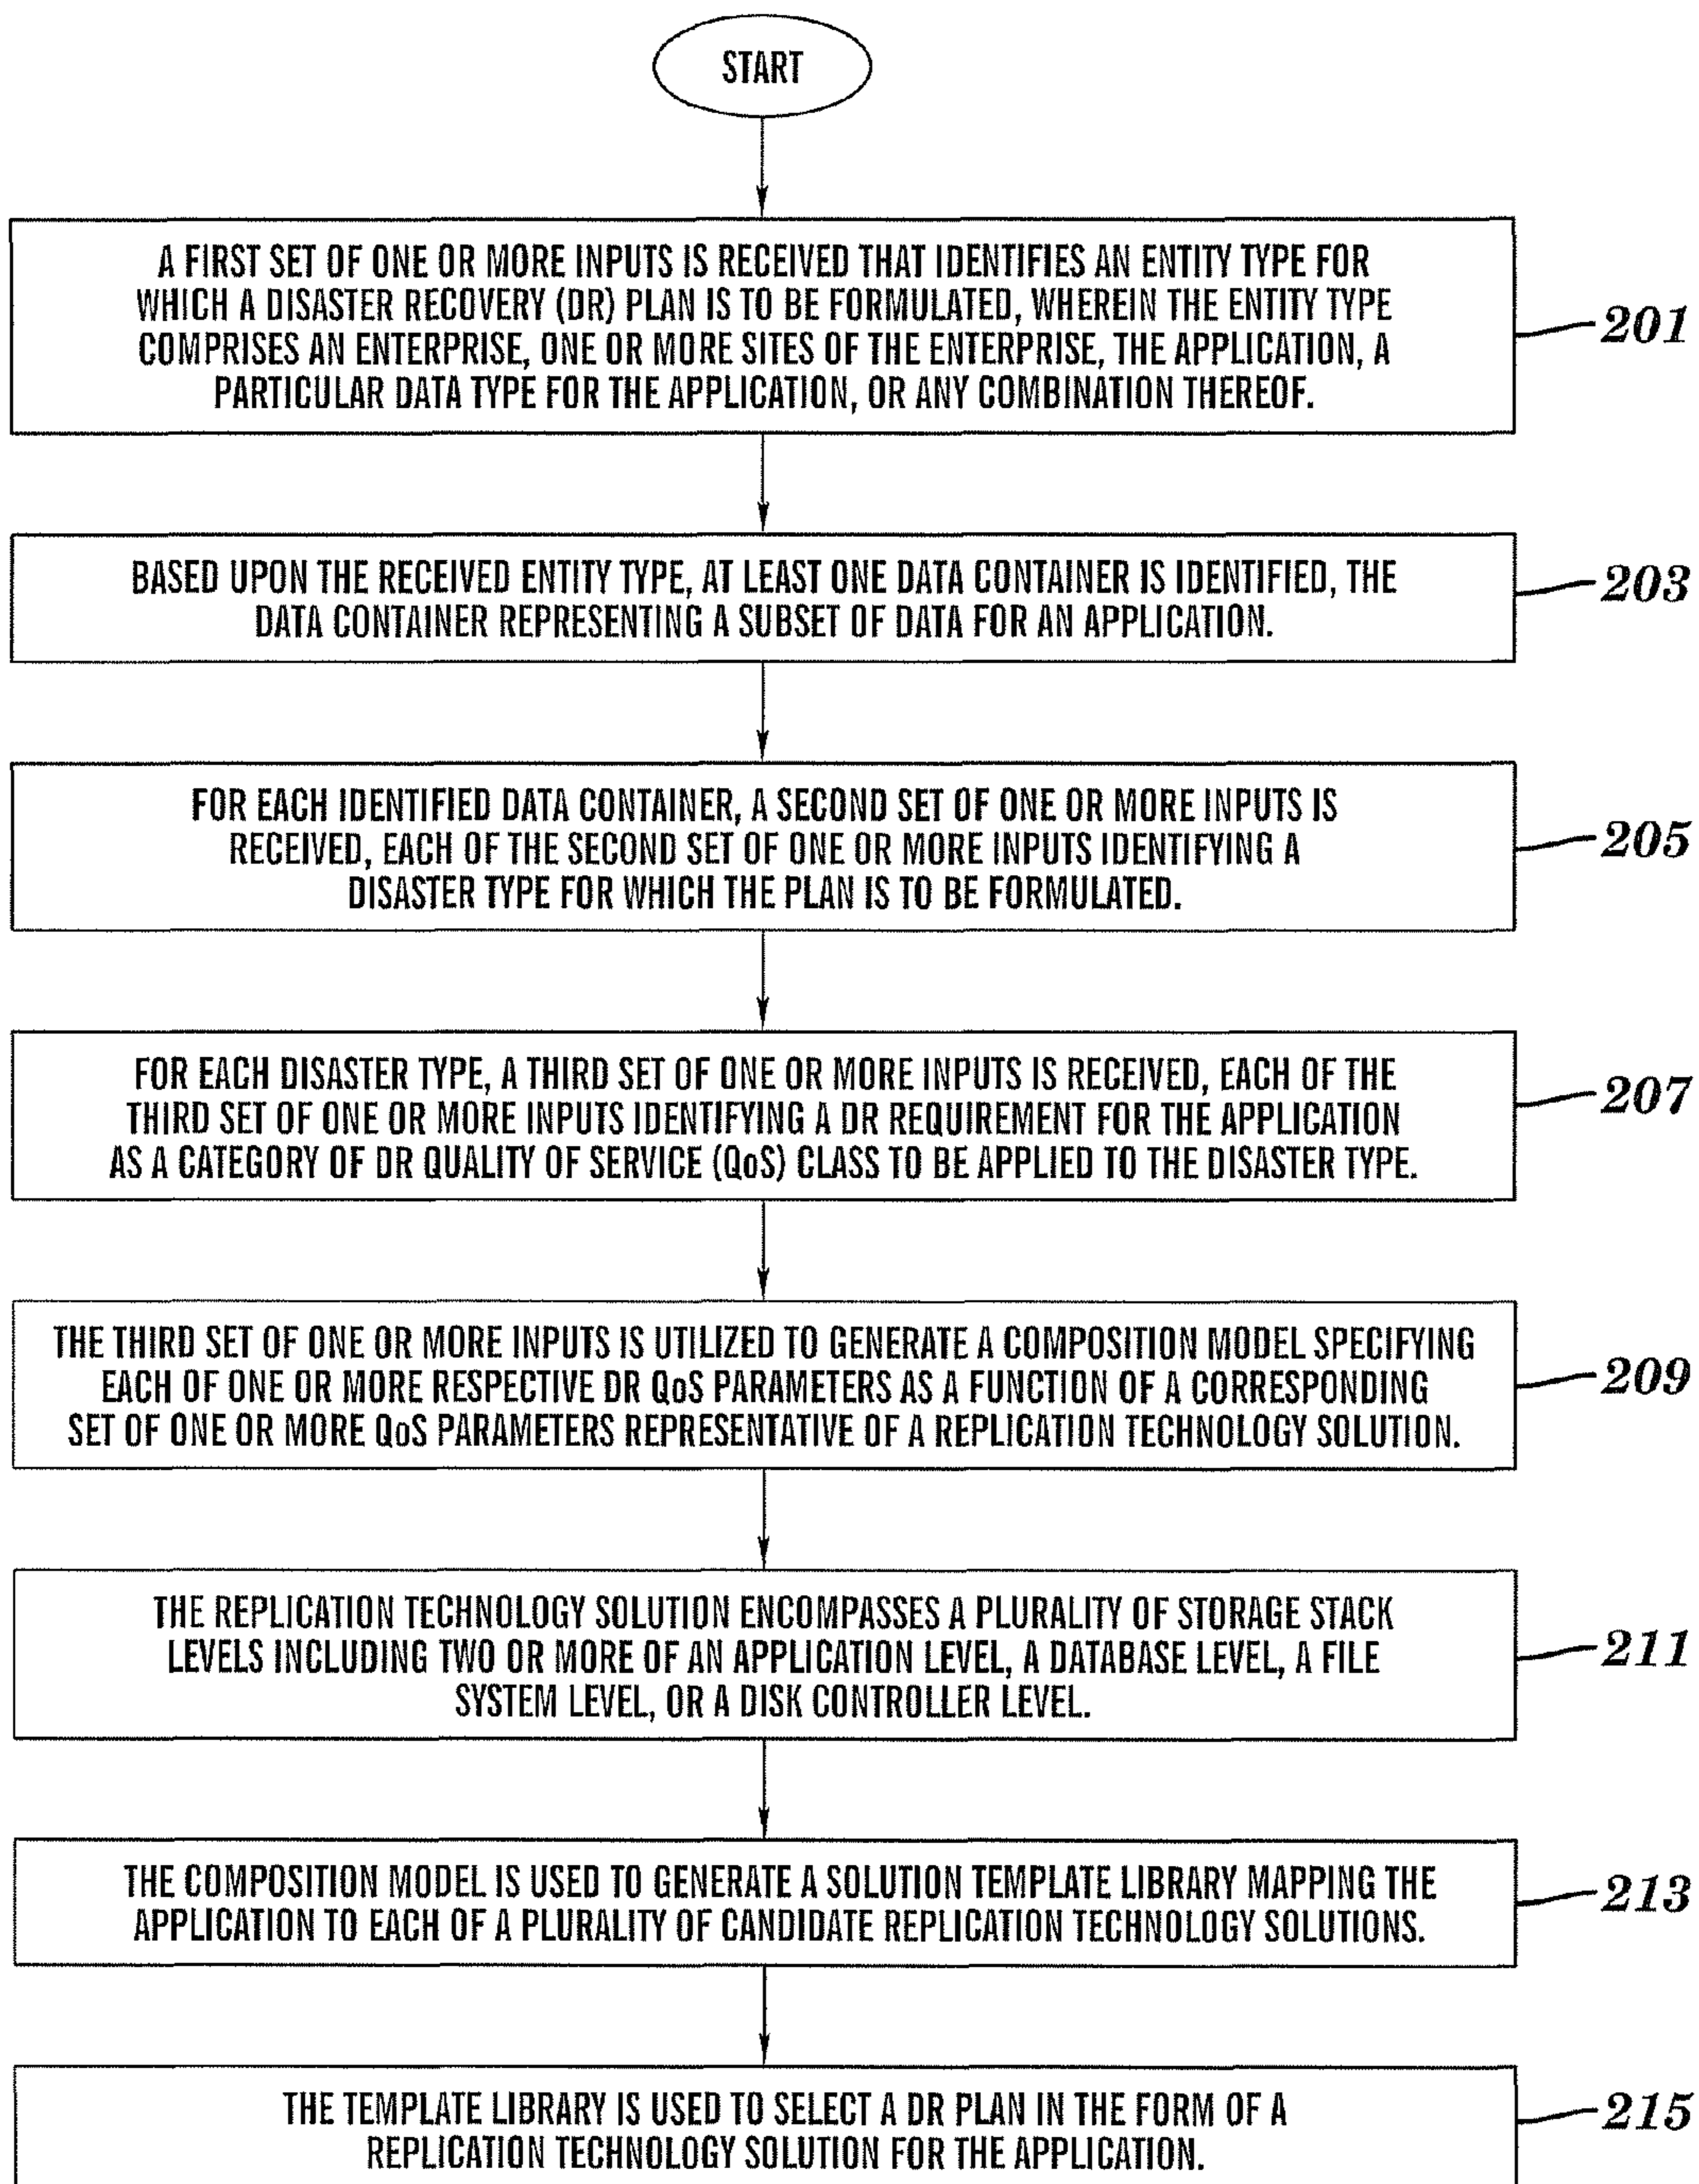 START
A FIRST SET OF ONE OR MORE INPUTS IS RECEIVED THAT IDENTIFIES AN ENTITY TYPE FOR
WHICH A DISASTER RECOVERY (DR) PLAN IS TO BE FORMULATED, WHEREIN THE ENTITY TYPE
COMPRISES AN ENTERPRISE, ONE OR MORE SITES OF THE ENTERPRISE, THE APPLICATION, A
PARTICULAR DATA TYPE FOR THE APPLICATION, OR ANY COMBINATION THEREOF.
201
BASED UPON THE RECEIVED ENTITY TYPE, AT LEAST ONE DATA CONTAINER IS IDENTIFIED, THE
DATA CONTAINER REPRESENTING A SUBSET OF DATA FOR AN APPLICATION.
203
FOR EACH IDENTIFIED DATA CONTAINER, A SECOND SET OF ONE OR MORE INPUTS IS
RECEIVED, EACH OF THE SECOND SET OF ONE OR MORE INPUTS IDENTIFYING A
DISASTER TYPE FOR WHICH THE PLAN IS TO BE FORMULATED.
205
FOR EACH DISASTER TYPE, A THIRD SET OF ONE OR MORE INPUTS IS RECEIVED, EACH OF THE
THIRD SET OF ONE OR MORE INPUTS IDENTIFYING A DR REQUIREMENT FOR THE APPLICATION
AS A CATEGORY OF DR QUALITY OF SERVICE (QoS) CLASS TO BE APPLIED TO THE DISASTER TYPE.
207
THE THIRD SET OF ONE OR MORE INPUTS IS UTILIZED TO GENERATE A COMPOSITION MODEL SPECIFYING
EACH OF ONE OR MORE RESPECTIVE DR QoS PARAMETERS AS A FUNCTION OF A CORRESPONDING
SET OF ONE OR MORE QoS PARAMETERS REPRESENTATIVE OF A REPLICATION TECHNOLOGY SOLUTION.
209
THE REPLICATION TECHNOLOGY SOLUTION ENCOMPASSES A PLURALITY OF STORAGE STACK
LEVELS INCLUDING TWO OR MORE OF AN APPLICATION LEVEL, A DATABASE LEVEL, A FILE
SYSTEM LEVEL, OR A DISK CONTROLLER LEVEL.
211
THE COMPOSITION MODEL IS USED TO GENERATE A SOLUTION TEMPLATE LIBRARY MAPPING THE
APPLICATION TO EACH OF A PLURALITY OF CANDIDATE REPLICATION TECHNOLOGY SOLUTIONS.
213
THE TEMPLATE LIBRARY IS USED TO SELECT A DR PLAN IN THE FORM OF A
REPLICATION TECHNOLOGY SOLUTION FOR THE APPLICATION.
215